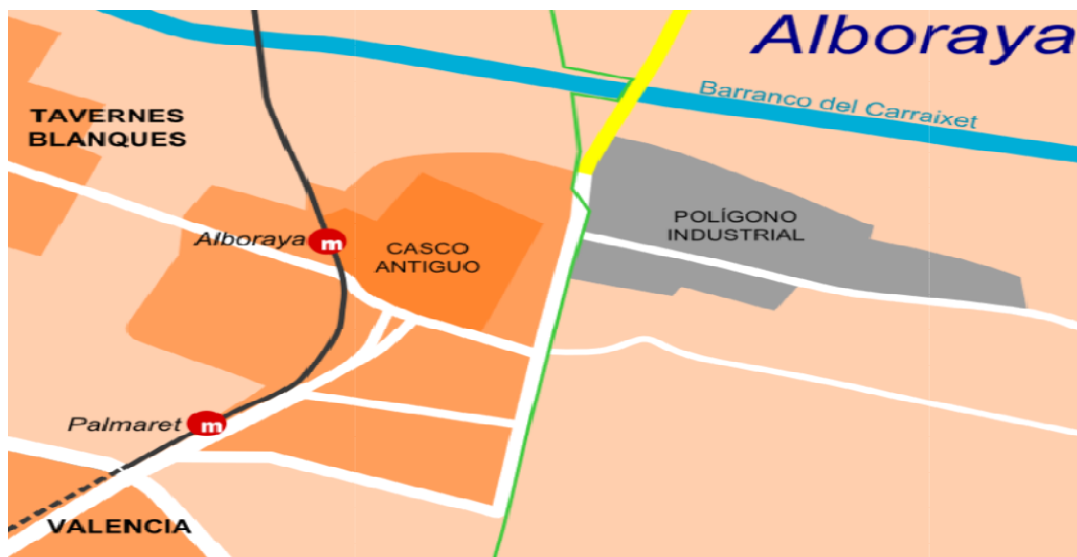 Alboraya
Barranco del Carraixet
TAVERNES
BLANQUES
POLÍGONO
INDUSTRIAL
Alboraya
m
CASCO
ANTIGUO
Palmaret
m
VALENCIA